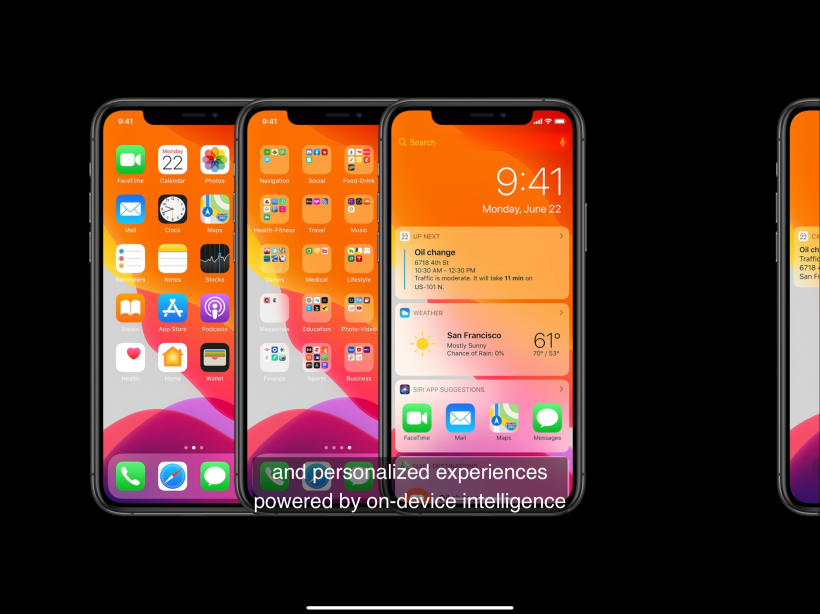 9:41
Monday
22
FaceTime
Calendar
Photos
Mail
Clock
Maps
Reminders
Notes
Stocks
Books
App Store
Podcasts
Health
Home
Wallet
9:41
Navigation
Social
Food-Drink
Health-Fitness
Travel
Music
Games
Medical
Lifestyle
Magazines
Education
Photo-Video
Finance
Sports
Business
Search
9:41
Monday, June 22
22
UP NEXT
Oil change
6718 4th St
10:30 AM – 12:30 PM
Traffic is moderate. It will take 11 min on
US-101 N.
WEATHER
San Francisco
Mostly Sunny
Chance of Rain: 0%
61°
70° / 53°
SIRI APP SUGGESTIONS
FaceTime
Mail
Maps
Messages
and personalized experiences
powered by on-device intelligence
22
CA
Oil ch
Traffic
6718 4
San Fr